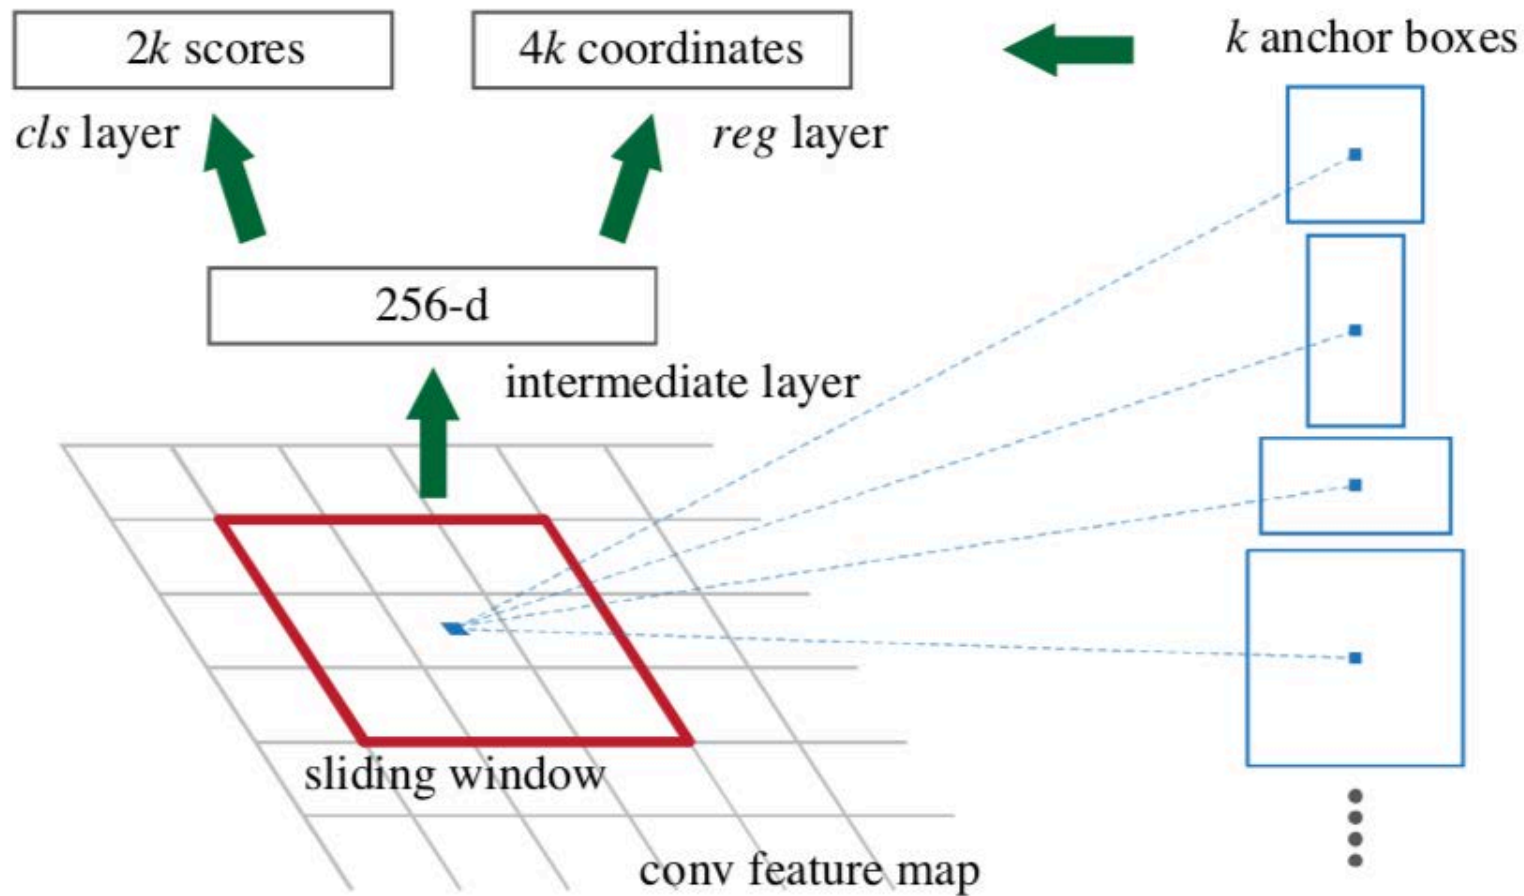 2k scores
4k coordinates
k anchor boxes
cls layer
reg layer
256-d
intermediate layer
sliding window
conv feature map